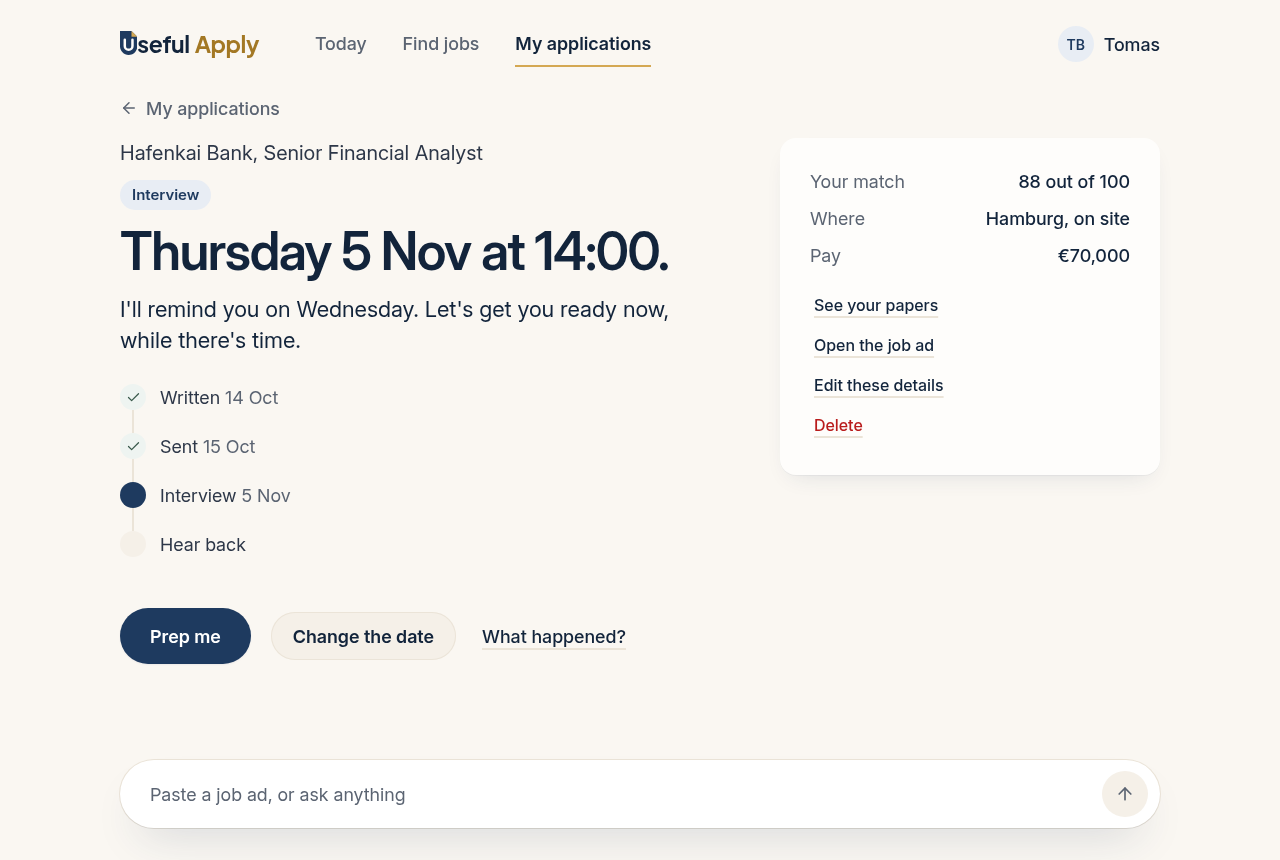 Useful Apply
Today
Find jobs
My applications
TB
Tomas
My applications
Hafenkai Bank, Senior Financial Analyst
Interview
Thursday 5 Nov at 14:00.
I'll remind you on Wednesday. Let's get you ready now,
while there's time.
Written 14 Oct
Sent 15 Oct
Interview 5 Nov
Hear back
Prep me
Change the date
What happened?
Your match
88 out of 100
Where
Hamburg, on site
Pay
€70,000
See your papers
Open the job ad
Edit these details
Delete
Paste a job ad, or ask anything